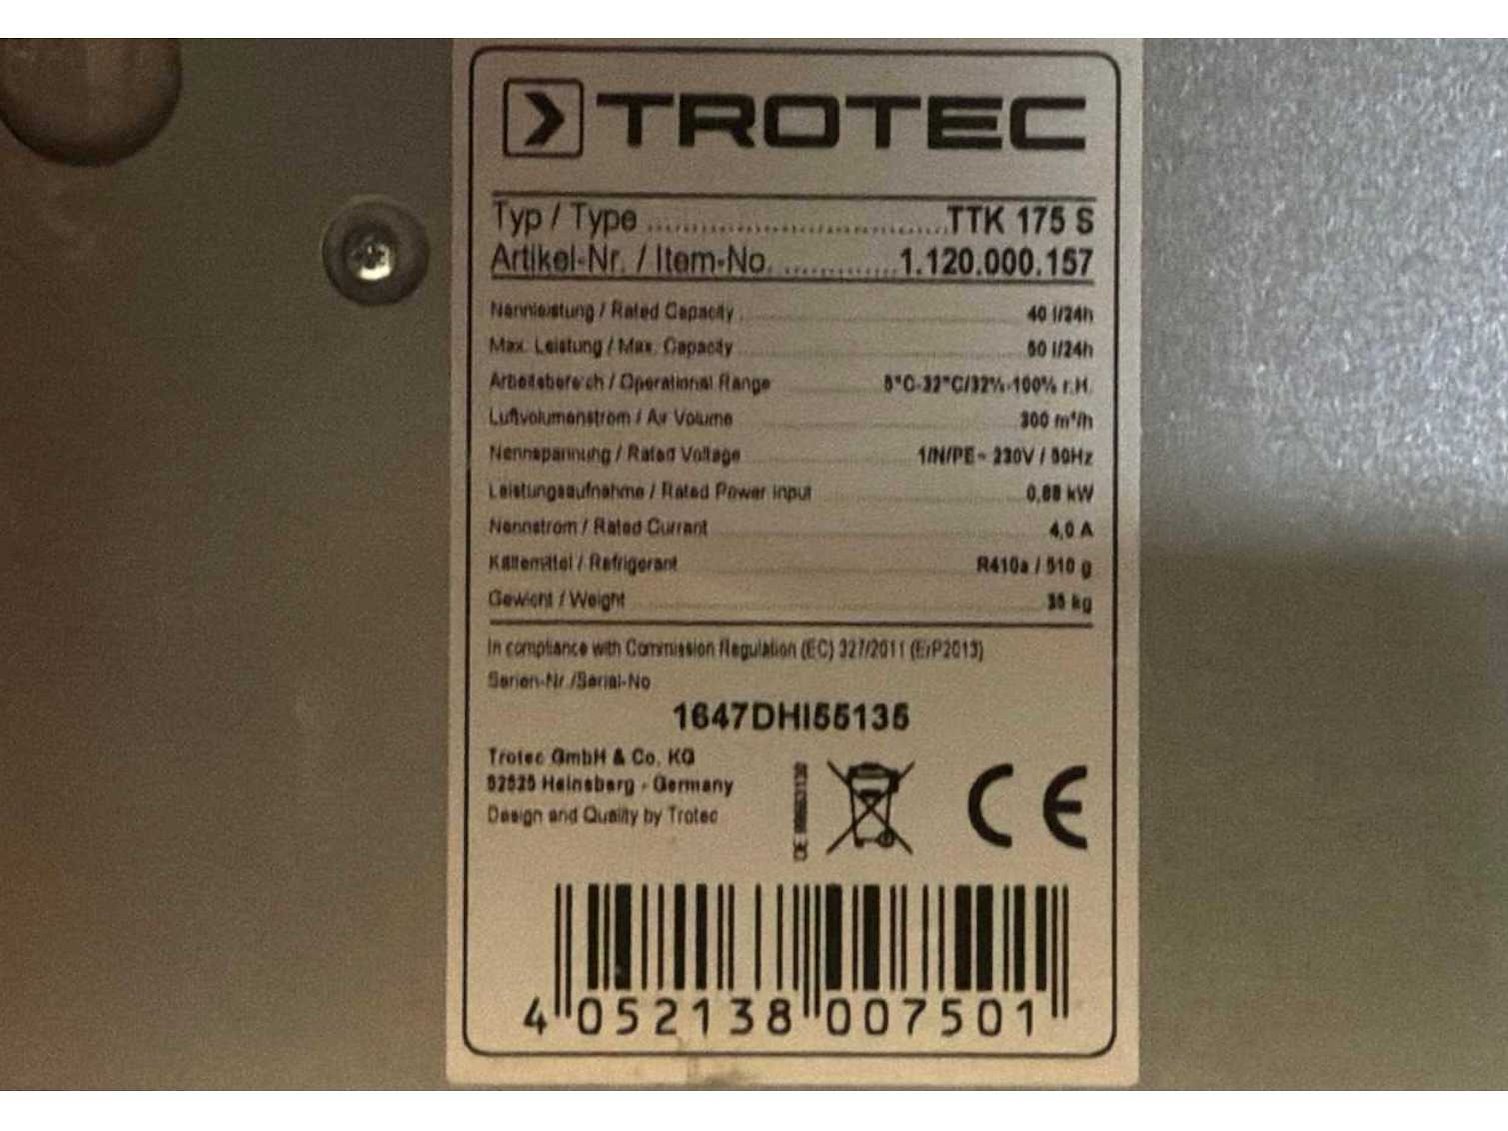 TROTEC
Typ / Type ........ TTK 175 S
Artikel-Nr. / Item-No. ........ 1.120.000.157
Nennleistung / Rated Capacity 40 l/24h
Max. Leistung / Max. Capacity 50 l/24h
Arbeitsbereich / Operational Range 5°C-32°C/32%-100% r.H.
Luftvolumenstrom / Air Volume 300 m³/h
Nennspannung / Rated Voltage 1/N/PE~ 230V / 50Hz
Leistungsaufnahme / Rated Power input 0,88 kW
Nennstrom / Rated Current 4,0 A
Kältemittel / Refrigerant R410a / 510 g
Gewicht / Weight kg
In compliance with Commission Regulation (EC) 327/2011 (ErP2013)
Serien-Nr./Serial-No
1647DHI55135
Trotec GmbH & Co. KG
52525 Heinsberg - Germany
Design and Quality by Trotec
DE
CE
4 052138 007501